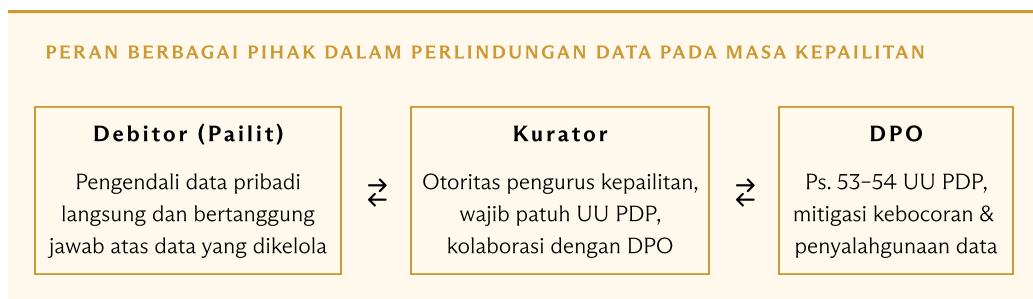 PERAN BERBAGAI PIHAK DALAM PERLINDUNGAN DATA PADA MASA KEPAILITAN
Debitor (Pailit)
Pengendali data pribadi
langsung dan bertanggung
jawab atas data yang dikelola
Kurator
Otoritas pengurus kepailitan,
wajib patuh UU PDP,
kolaborasi dengan DPO
DPO
Ps. 53–54 UU PDP,
mitigasi kebocoran &
penyalahgunaan data